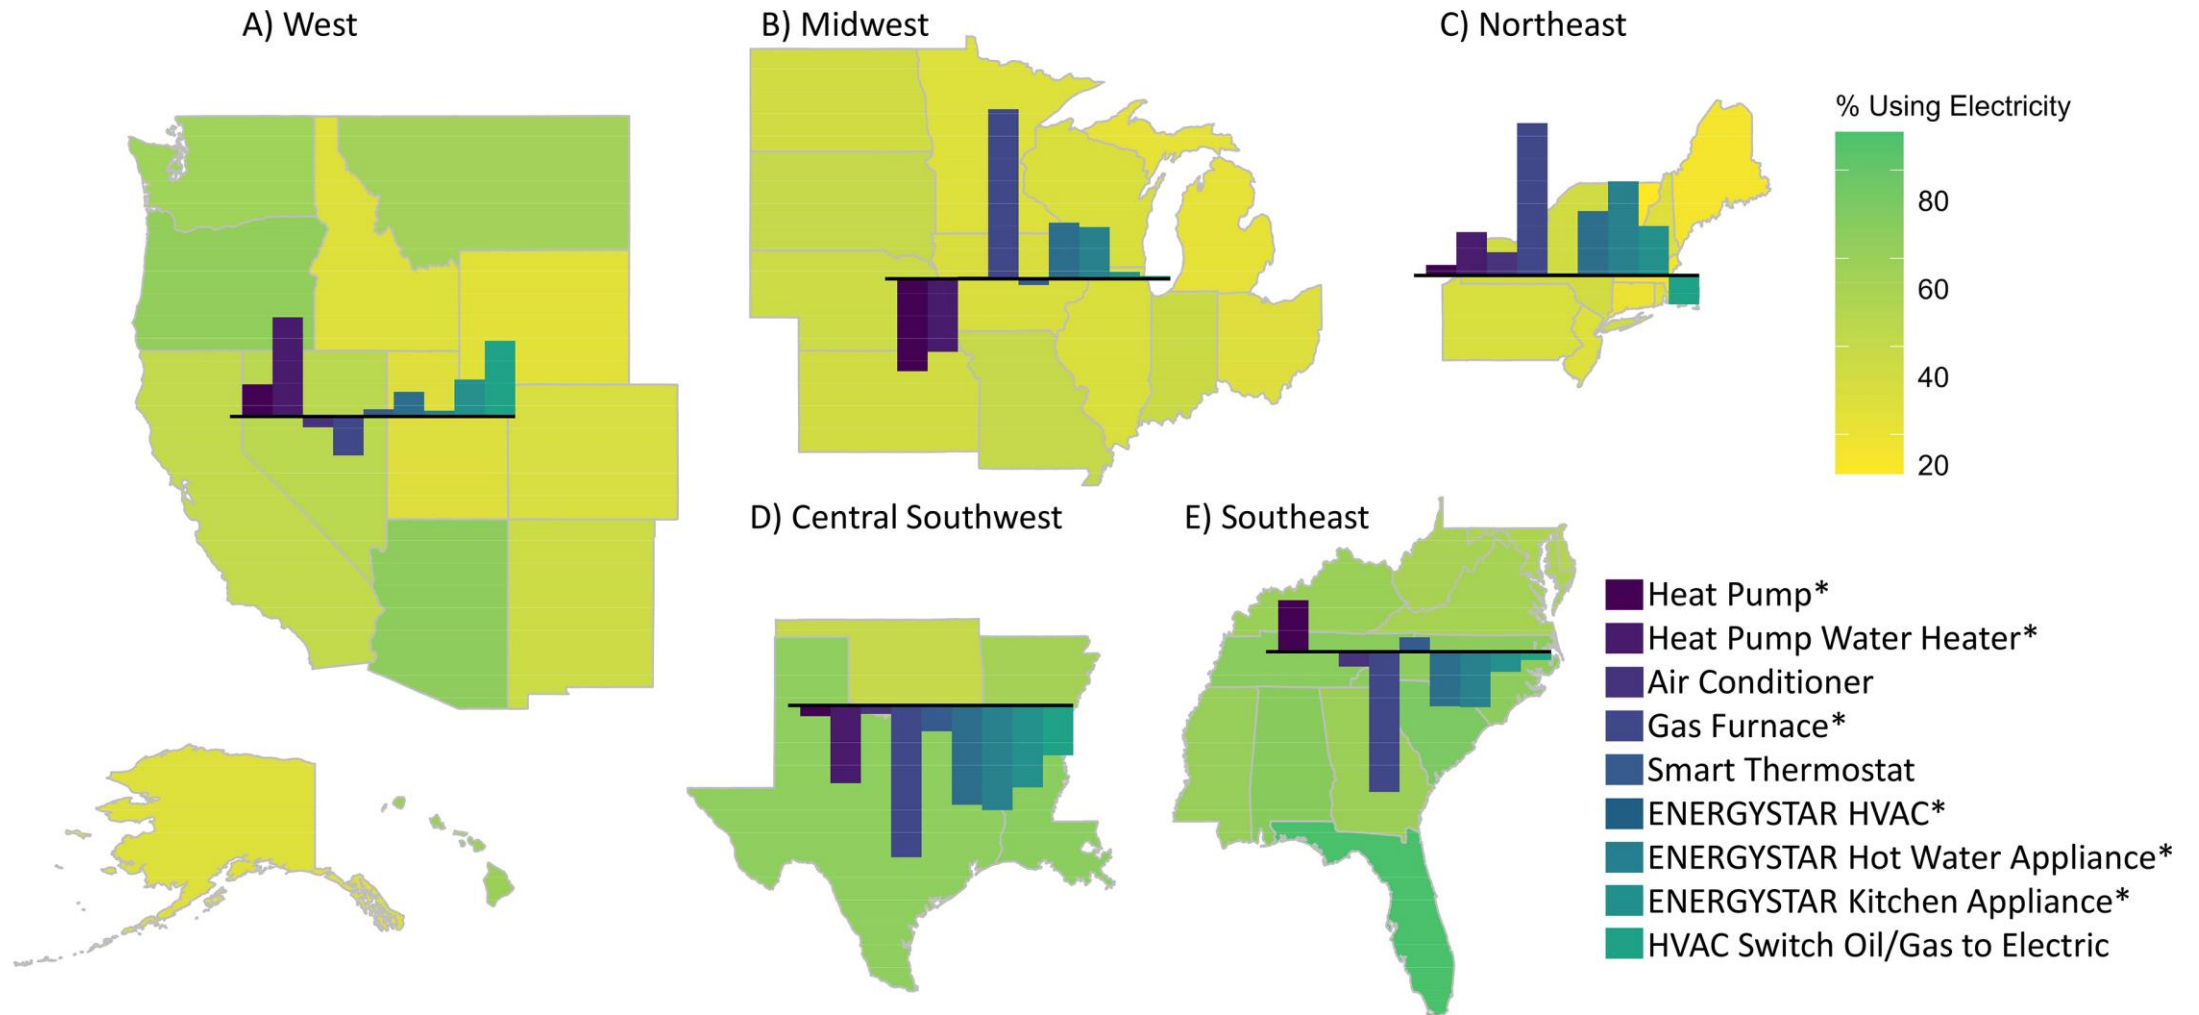 A) West
B) Midwest
C) Northeast
% Using Electricity
80
60
40
20
D) Central Southwest
E) Southeast
Heat Pump*
Heat Pump Water Heater*
Air Conditioner
Gas Furnace*
Smart Thermostat
ENERGYSTAR HVAC*
ENERGYSTAR Hot Water Appliance*
ENERGYSTAR Kitchen Appliance*
HVAC Switch Oil/Gas to Electric